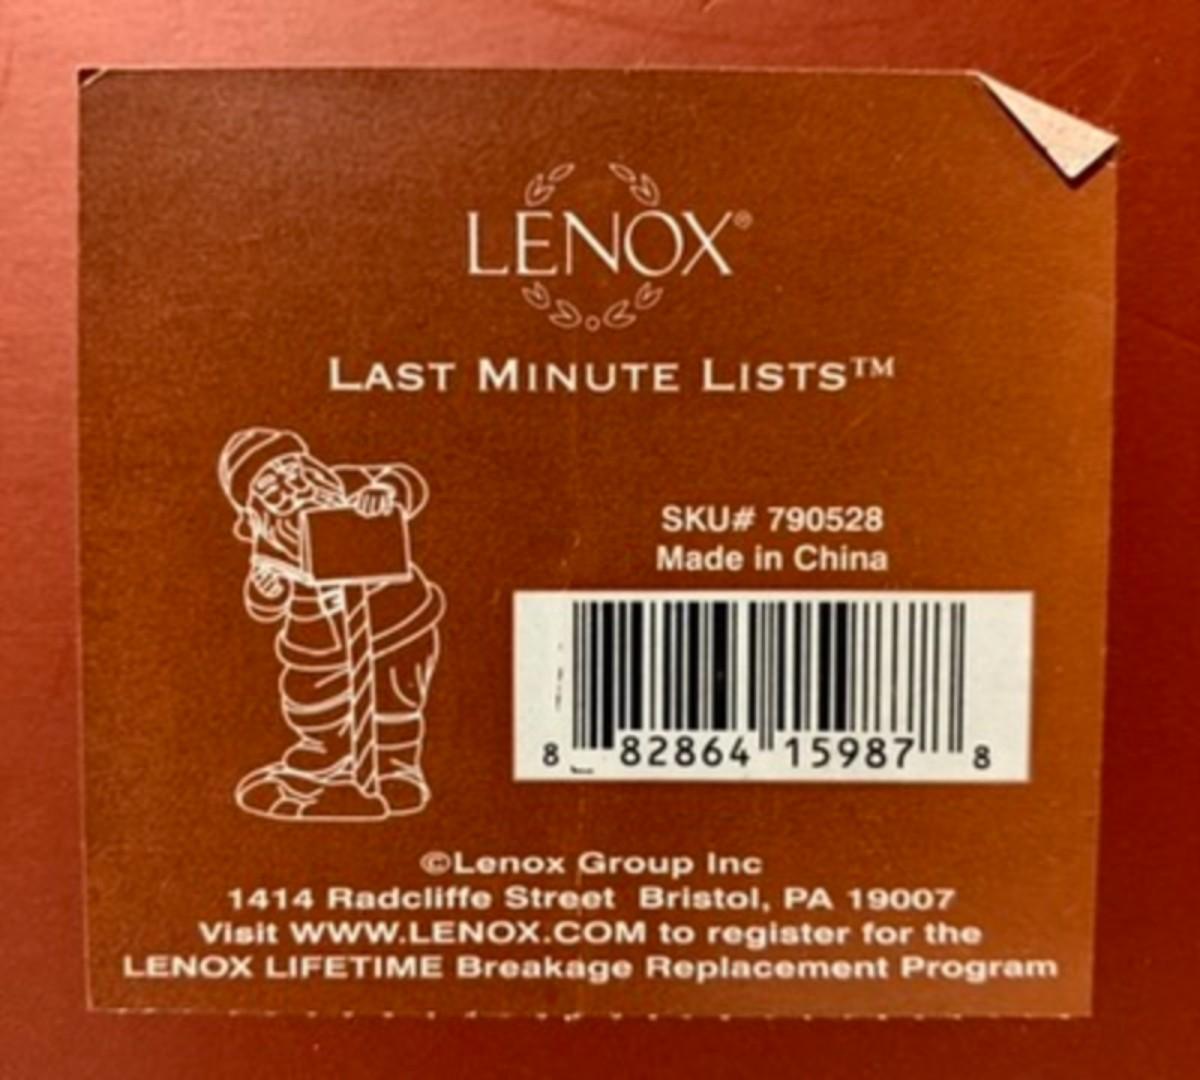 LENOX®
LAST MINUTE LISTS™
SKU# 790528
Made in China
8 82864 15987 8
©Lenox Group Inc
1414 Radcliffe Street Bristol, PA 19007
Visit WWW.LENOX.COM to register for the
LENOX LIFETIME Breakage Replacement Program